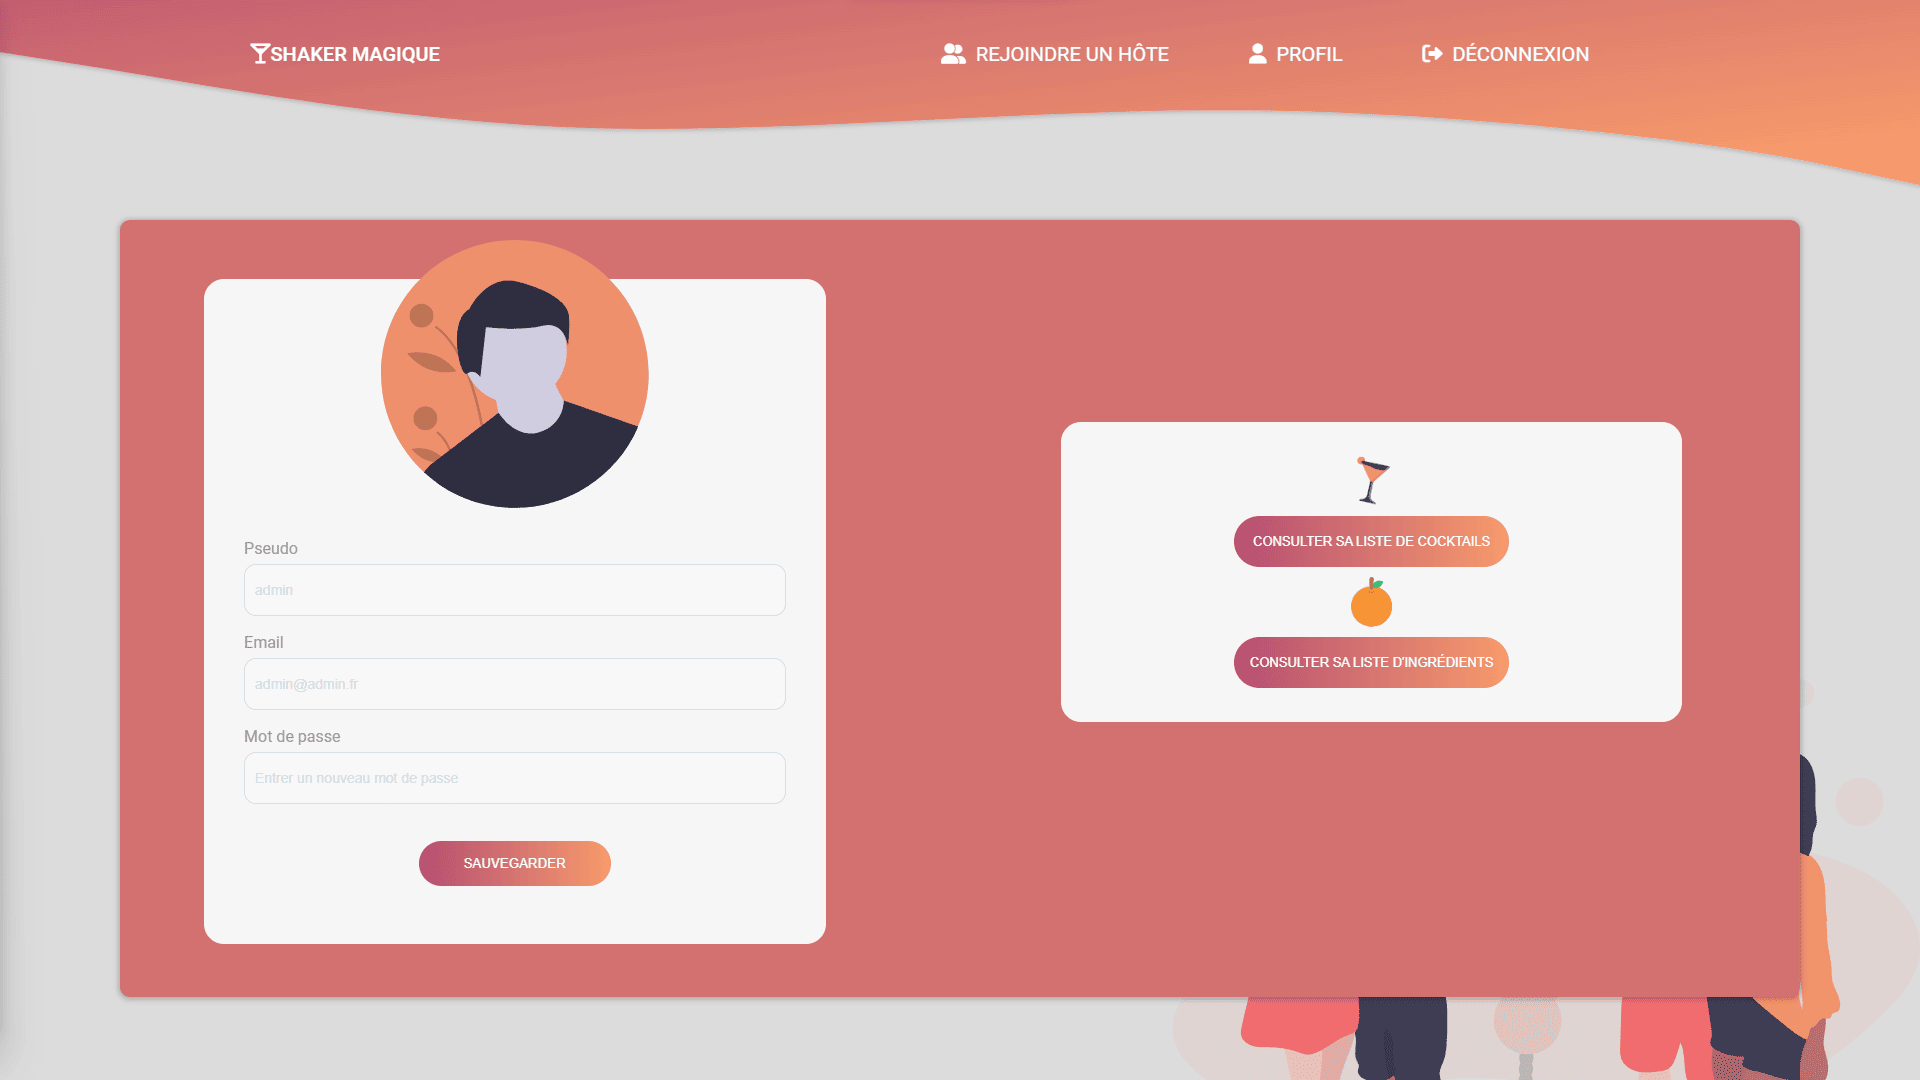 SHAKER MAGIQUE
REJOINDRE UN HÔTE
PROFIL
DÉCONNEXION
Pseudo
admin
Email
admin@admin.fr
Mot de passe
Entrer un nouveau mot de passe
SAUVEGARDER
CONSULTER SA LISTE DE COCKTAILS
CONSULTER SA LISTE D'INGRÉDIENTS